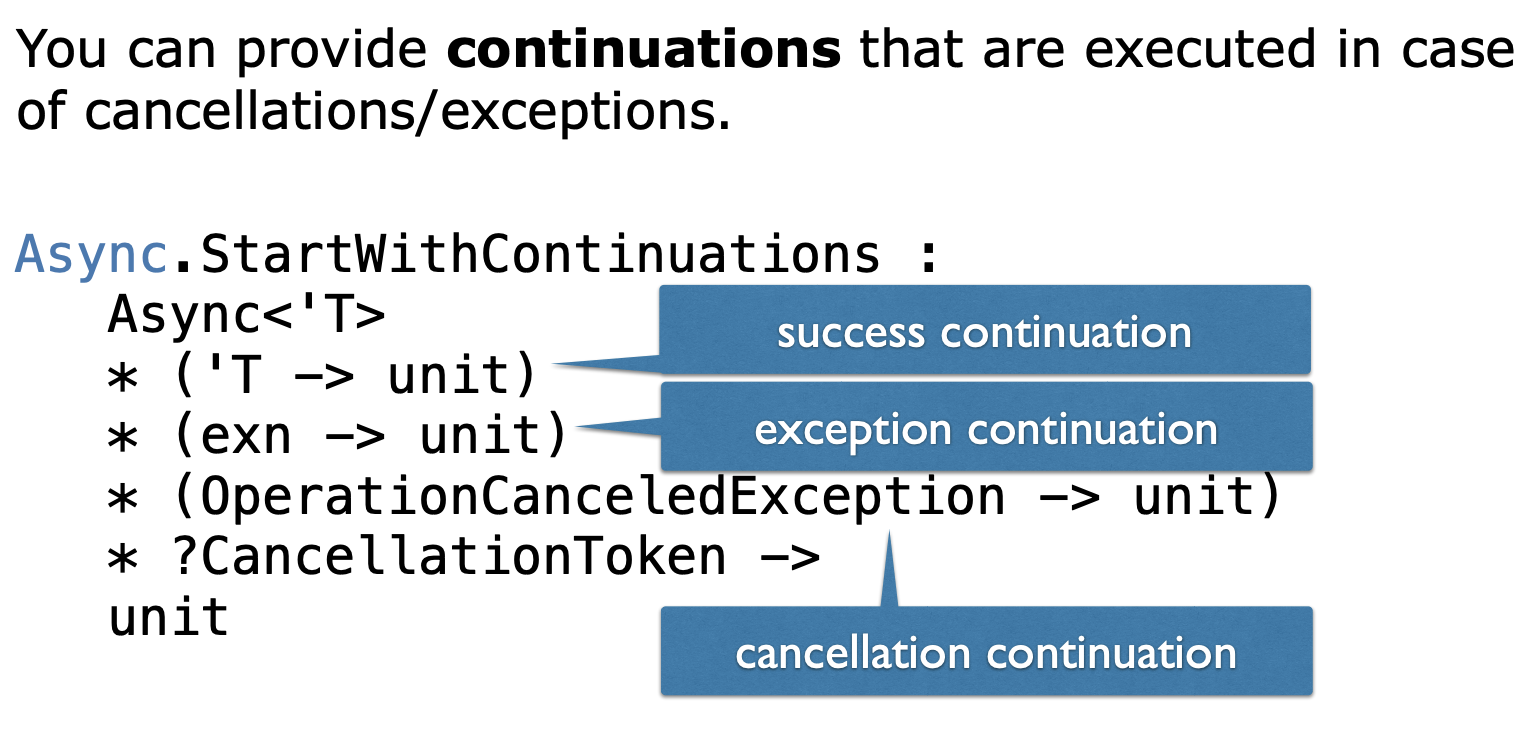 You can provide continuations that are executed in case
of cancellations/exceptions.
Async.StartWithContinuations :
Async<'T>
success continuation
* ('T –> unit)
exception continuation
* (exn –> unit)
* (OperationCanceledException –> unit)
* ?CancellationToken –>
unit
cancellation continuation